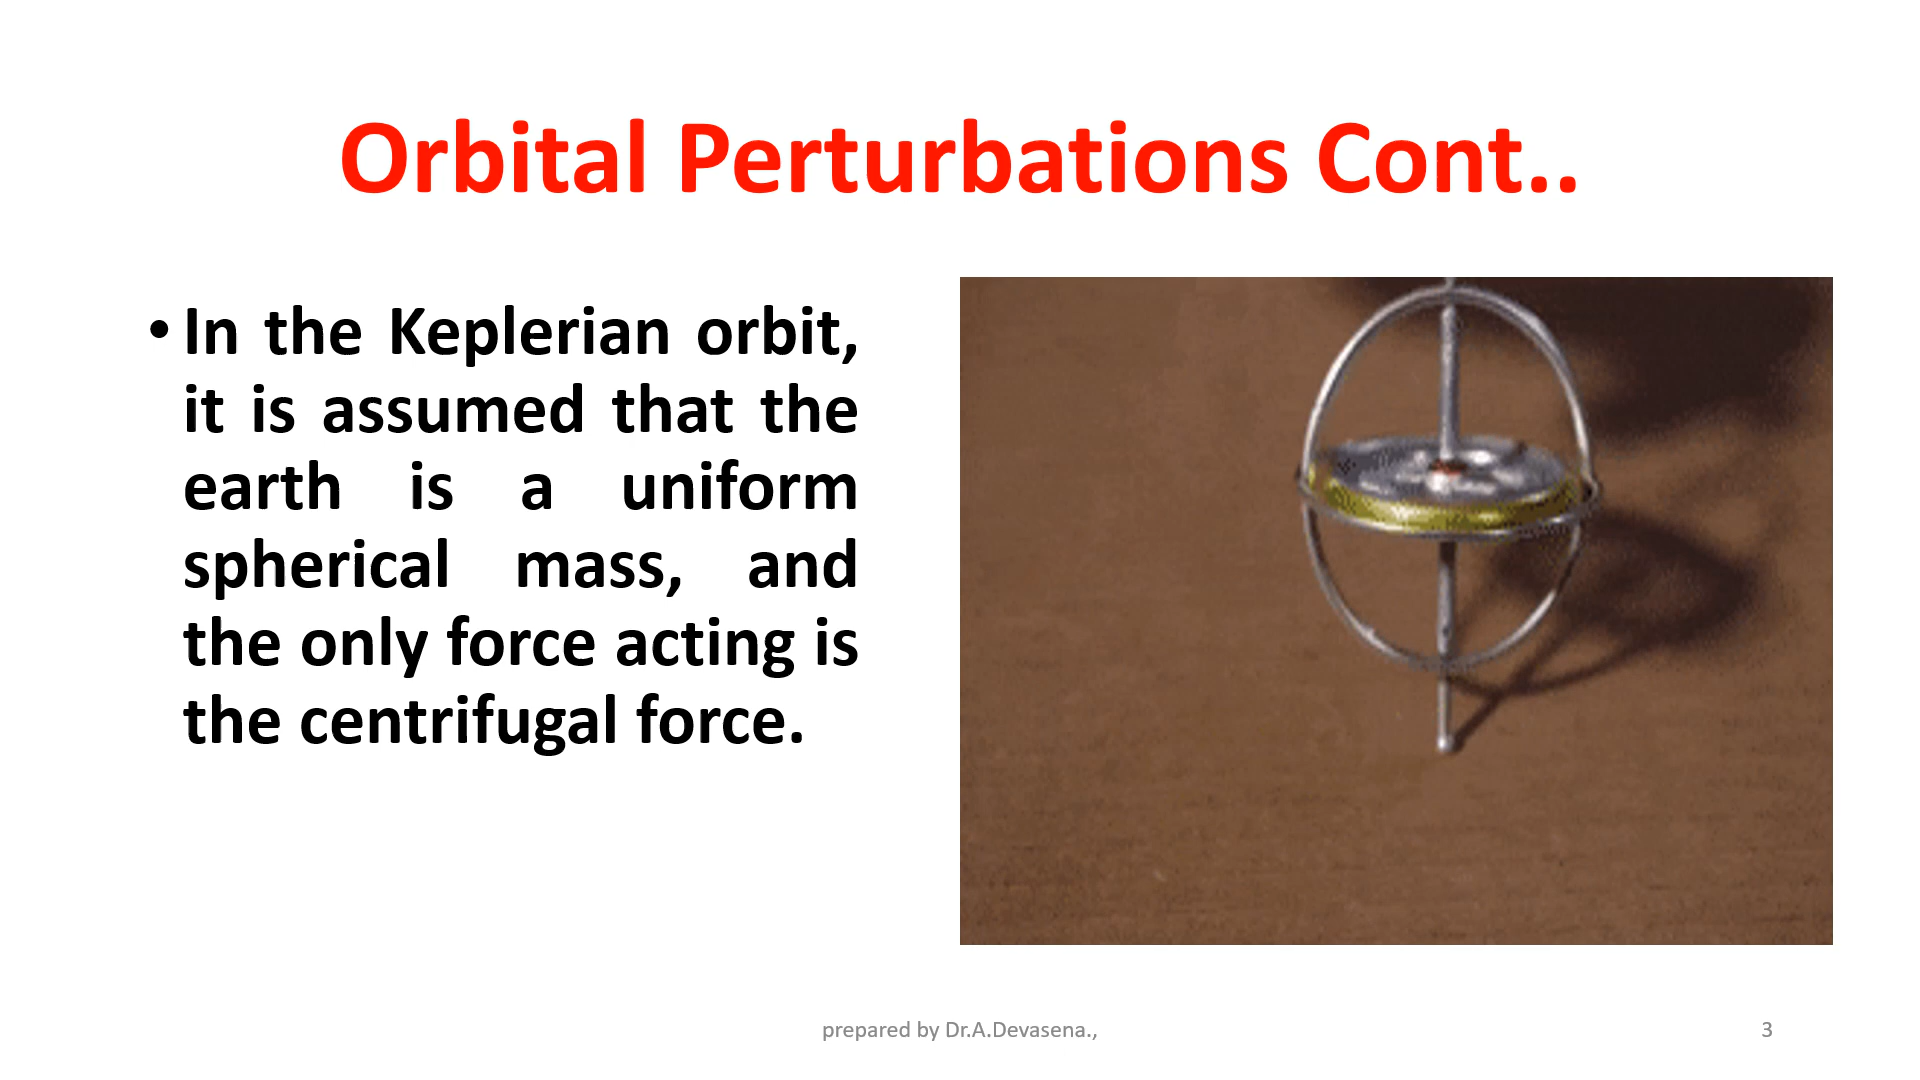 Orbital Perturbations Cont..
• In the Keplerian orbit,
it is assumed that the
earth is a uniform
spherical mass, and
the only force acting is
the centrifugal force.
prepared by Dr.A.Devasena.,
3